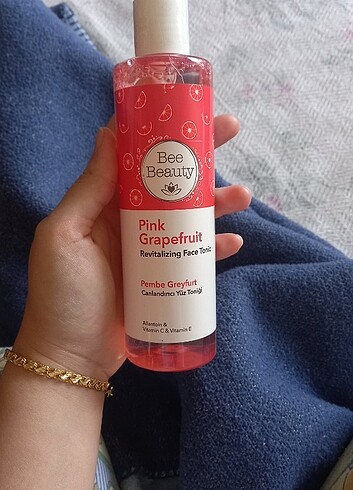 Bee
Beauty
Pink
Grapefruit
Revitalizing Face Tonic
Pembe Greyfurt
Canlandırıcı Yüz Toniği
Allantoin &
Vitamin C & Vitamin E